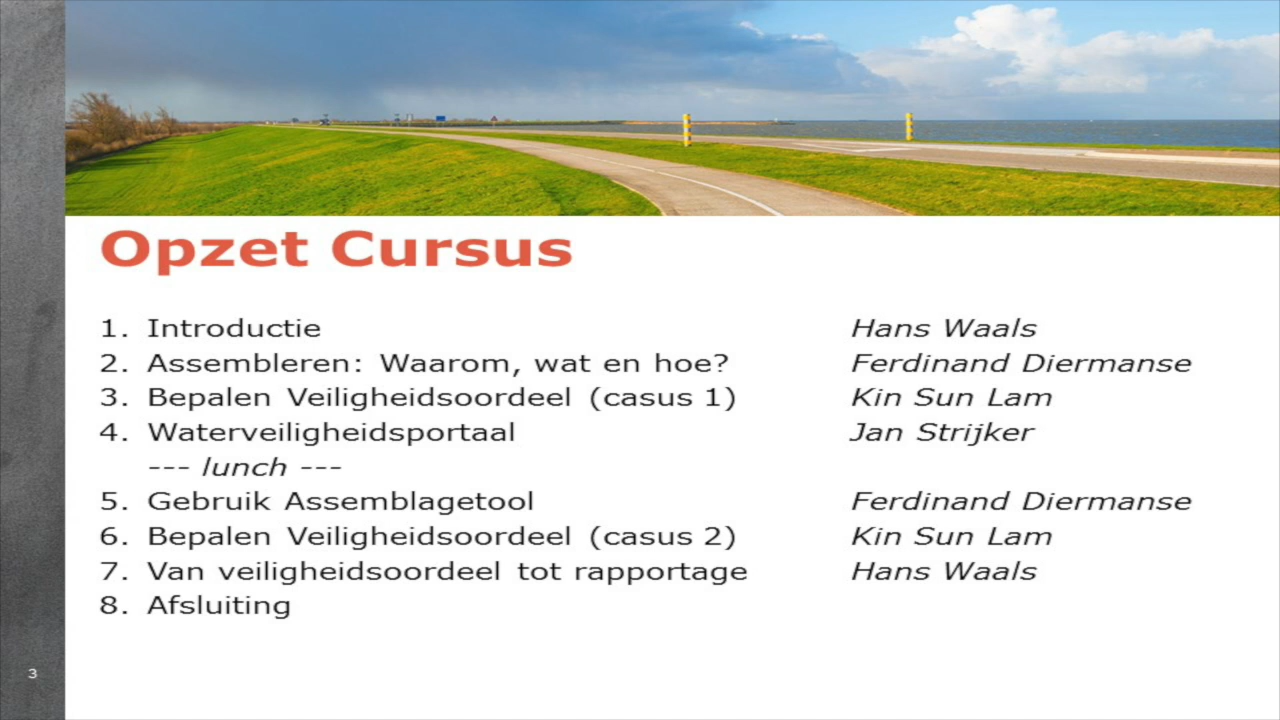 Opzet Cursus
1. Introductie Hans Waals
2. Assembleren: Waarom, wat en hoe? Ferdinand Diermanse
3. Bepalen Veiligheidsoordeel (casus 1) Kin Sun Lam
4. Waterveiligheidsportaal Jan Strijker
--- lunch ---
5. Gebruik Assemblagetool Ferdinand Diermanse
6. Bepalen Veiligheidsoordeel (casus 2) Kin Sun Lam
7. Van veiligheidsoordeel tot rapportage Hans Waals
8. Afsluiting
3